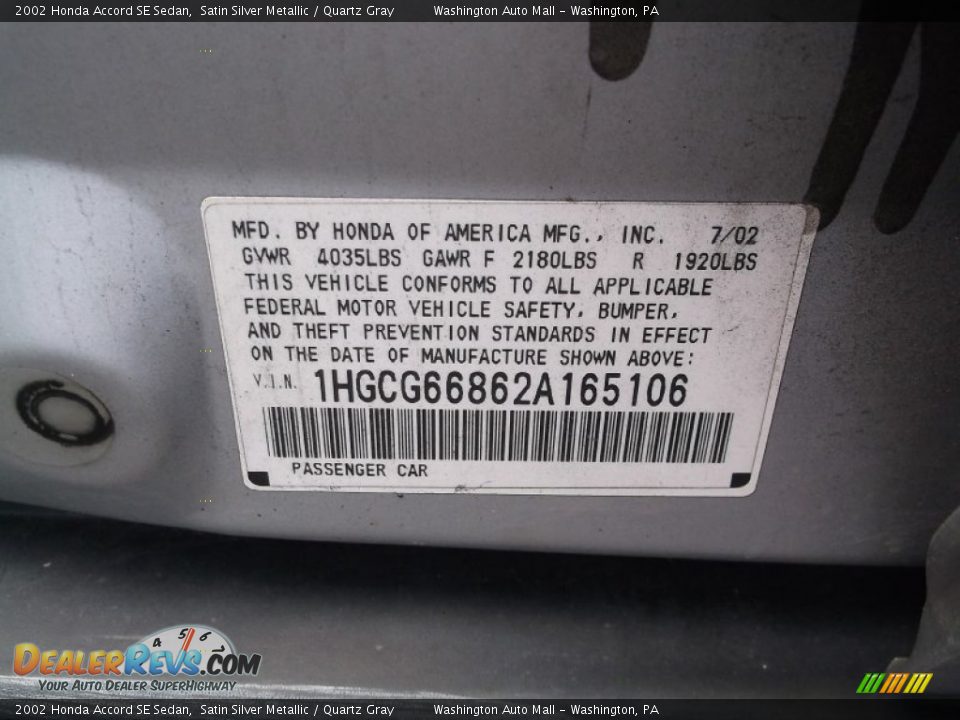 2002 Honda Accord SE Sedan,  Satin Silver Metallic / Quartz Gray     Washington Auto Mall - Washington, PA
MFD. BY HONDA OF AMERICA MFG., INC. 7/02
GVWR 4035LBS GAWR F 2180LBS R 1920LBS
THIS VEHICLE CONFORMS TO ALL APPLICABLE
FEDERAL MOTOR VEHICLE SAFETY, BUMPER,
AND THEFT PREVENTION STANDARDS IN EFFECT
ON THE DATE OF MANUFACTURE SHOWN ABOVE:
V.I.N. 1HGCG66862A165106
PASSENGER CAR
4 5 6 7
DEALERREVS.COM
YOUR AUTO DEALER SUPERHIGHWAY
2002 Honda Accord SE Sedan,  Satin Silver Metallic / Quartz Gray     Washington Auto Mall - Washington, PA